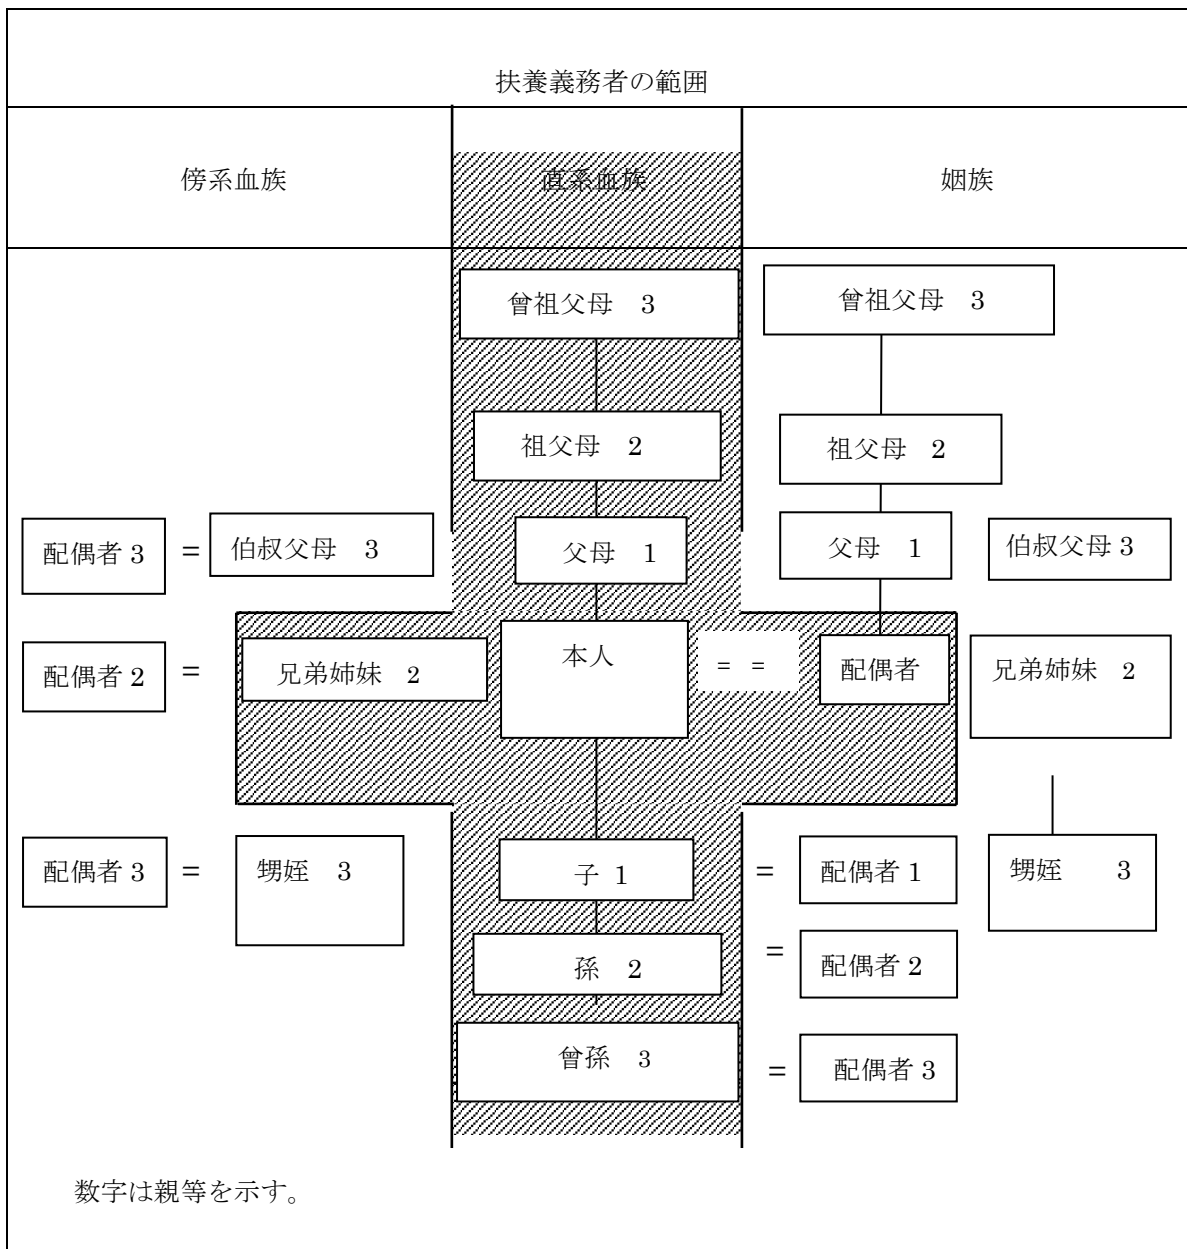 扶養義務者の範囲
傍系血族 直系血族 姻族
曾祖父母 3 曾祖父母 3
祖父母 2 祖父母 2
配偶者 3 = 伯叔父母 3 父母 1 父母 1 伯叔父母 3
配偶者 2 = 兄弟姉妹 2 本人 = = 配偶者 兄弟姉妹 2
配偶者 3 = 甥姪 3 子 1 = 配偶者 1 甥姪 3
孫 2 = 配偶者 2
曾孫 3 = 配偶者 3
数字は親等を示す。